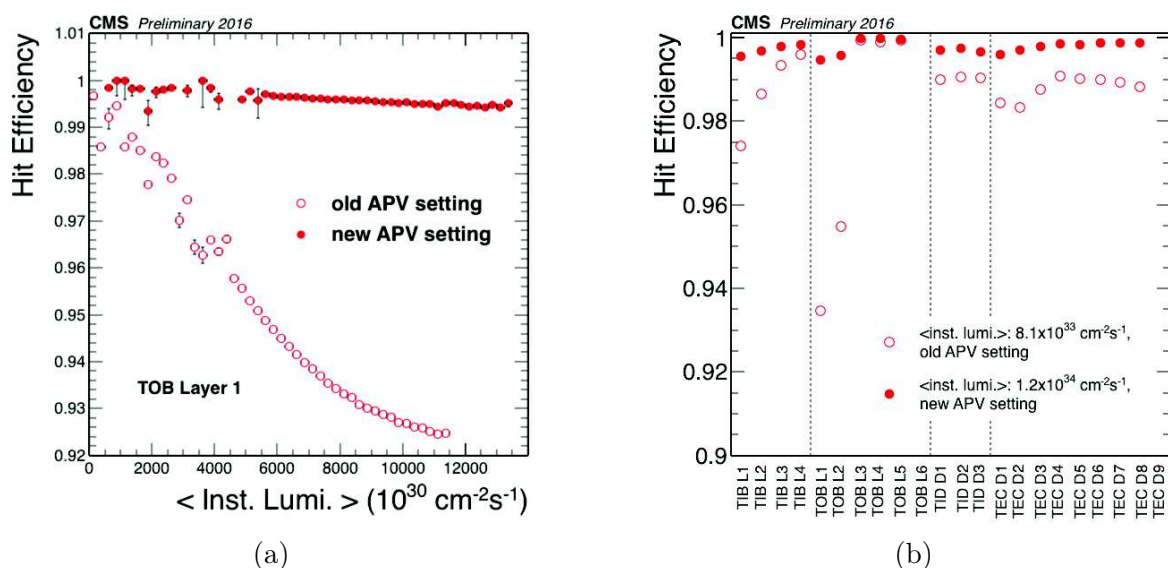 CMS Preliminary 2016
Hit Efficiency
1.01
1
0.99
0.98
0.97
0.96
0.95
0.94
0.93
0.92
old APV setting
new APV setting
TOB Layer 1
0 2000 4000 6000 8000 10000 12000
< Inst. Lumi. > (10³⁰ cm⁻²s⁻¹)
(a)
CMS Preliminary 2016
Hit Efficiency
1
0.98
0.96
0.94
0.92
0.9
<inst. lumi.>: 8.1x10³³ cm⁻²s⁻¹,
old APV setting
<inst. lumi.>: 1.2x10³⁴ cm⁻²s⁻¹,
new APV setting
TIB L1
TIB L2
TIB L3
TIB L4
TOB L1
TOB L2
TOB L3
TOB L4
TOB L5
TOB L6
TID D1
TID D2
TID D3
TEC D1
TEC D2
TEC D3
TEC D4
TEC D5
TEC D6
TEC D7
TEC D8
TEC D9
(b)